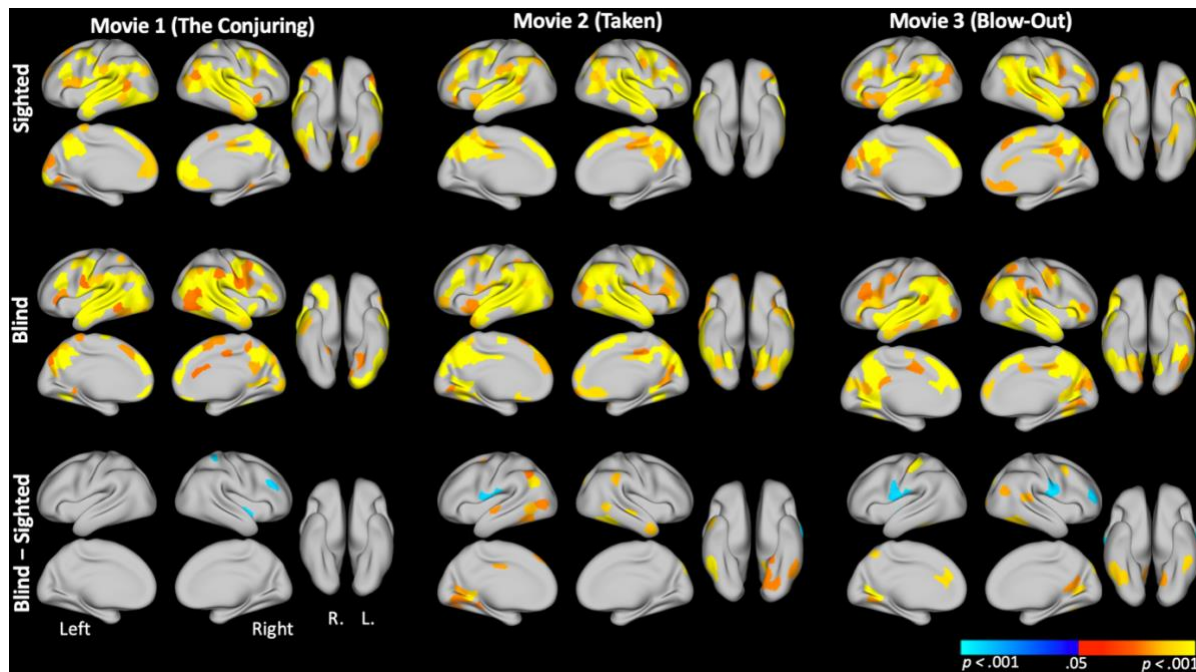 Movie 1 (The Conjuring) Movie 2 (Taken) Movie 3 (Blow-Out)
Sighted
Blind
Blind – Sighted
Left Right R. L.
p < .001 .05 p < .001